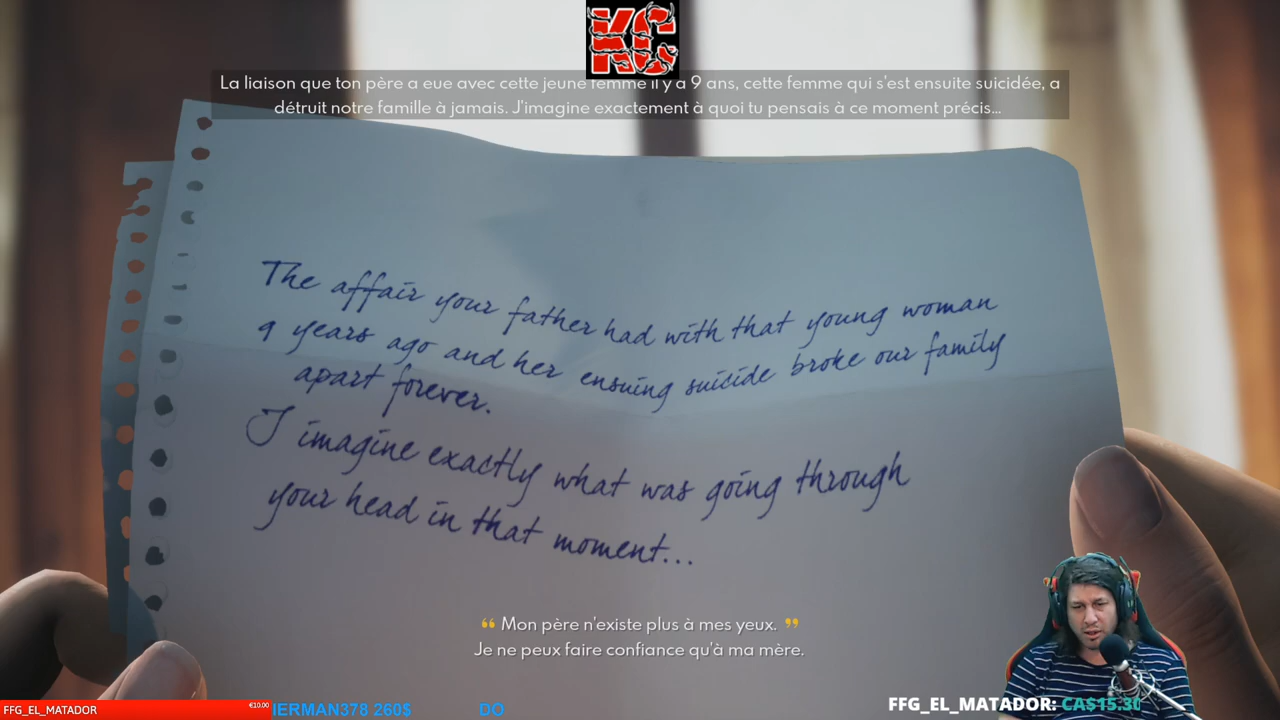 KC
La liaison que ton père a eue avec cette jeune femme il y a 9 ans, cette femme qui s'est ensuite suicidée, a
détruit notre famille à jamais. J'imagine exactement à quoi tu pensais à ce moment précis...
The affair your father had with that young woman
9 years ago and her ensuing suicide broke our family
apart forever.
I imagine exactly what was going through
your head in that moment...
❝ Mon père n'existe plus à mes yeux. ❞
Je ne peux faire confiance qu'à ma mère.
FFG_EL_MATADOR €10.00 IERMAN378 260$ DO
FFG_EL_MATADOR: CA$15.30